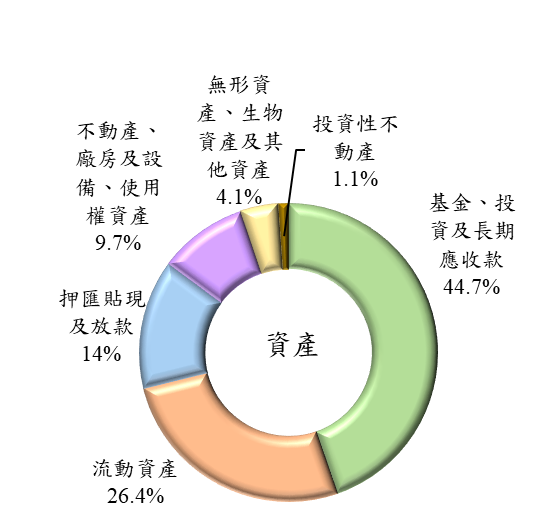 無形資
產、生物
資產及其
他資產
4.1%
投資性不
動產
1.1%
不動產、
廠房及設
備、使用
權資產
9.7%
基金、投
資及長期
應收款
44.7%
押匯貼現
及放款
14%
資產
流動資產
26.4%